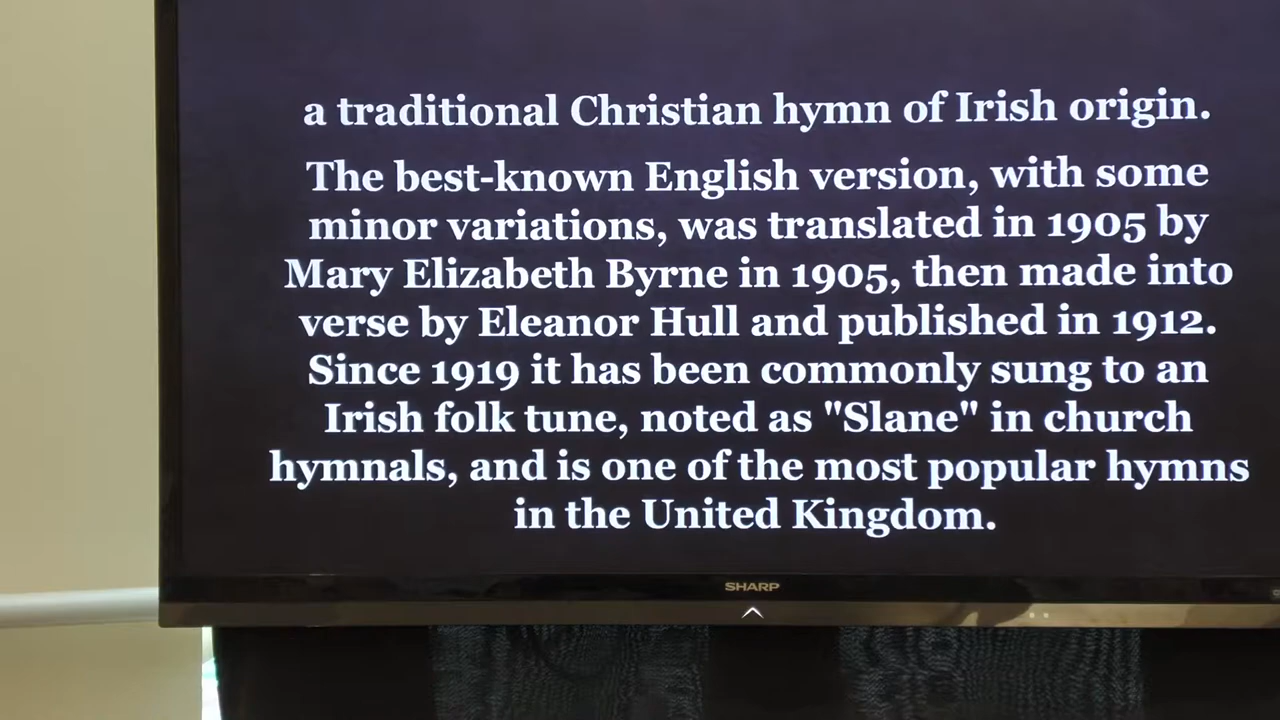 a traditional Christian hymn of Irish origin.
The best-known English version, with some
minor variations, was translated in 1905 by
Mary Elizabeth Byrne in 1905, then made into
verse by Eleanor Hull and published in 1912.
Since 1919 it has been commonly sung to an
Irish folk tune, noted as "Slane" in church
hymnals, and is one of the most popular hymns
in the United Kingdom.
SHARP